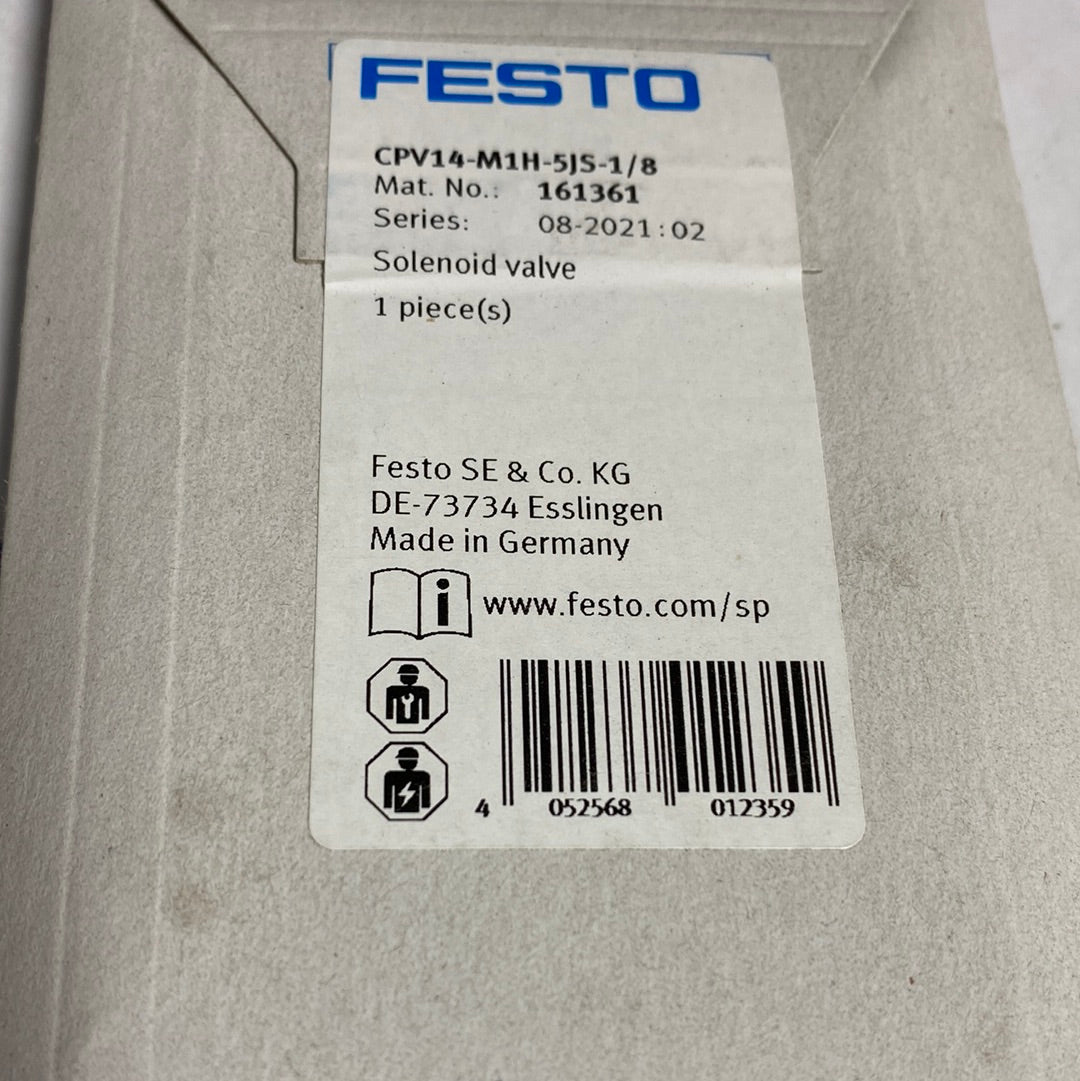 FESTO
CPV14-M1H-5JS-1/8
Mat. No.: 161361
Series: 08-2021:02
Solenoid valve
1 piece(s)
Festo SE & Co. KG
DE-73734 Esslingen
Made in Germany
i www.festo.com/sp
4 052568 012359